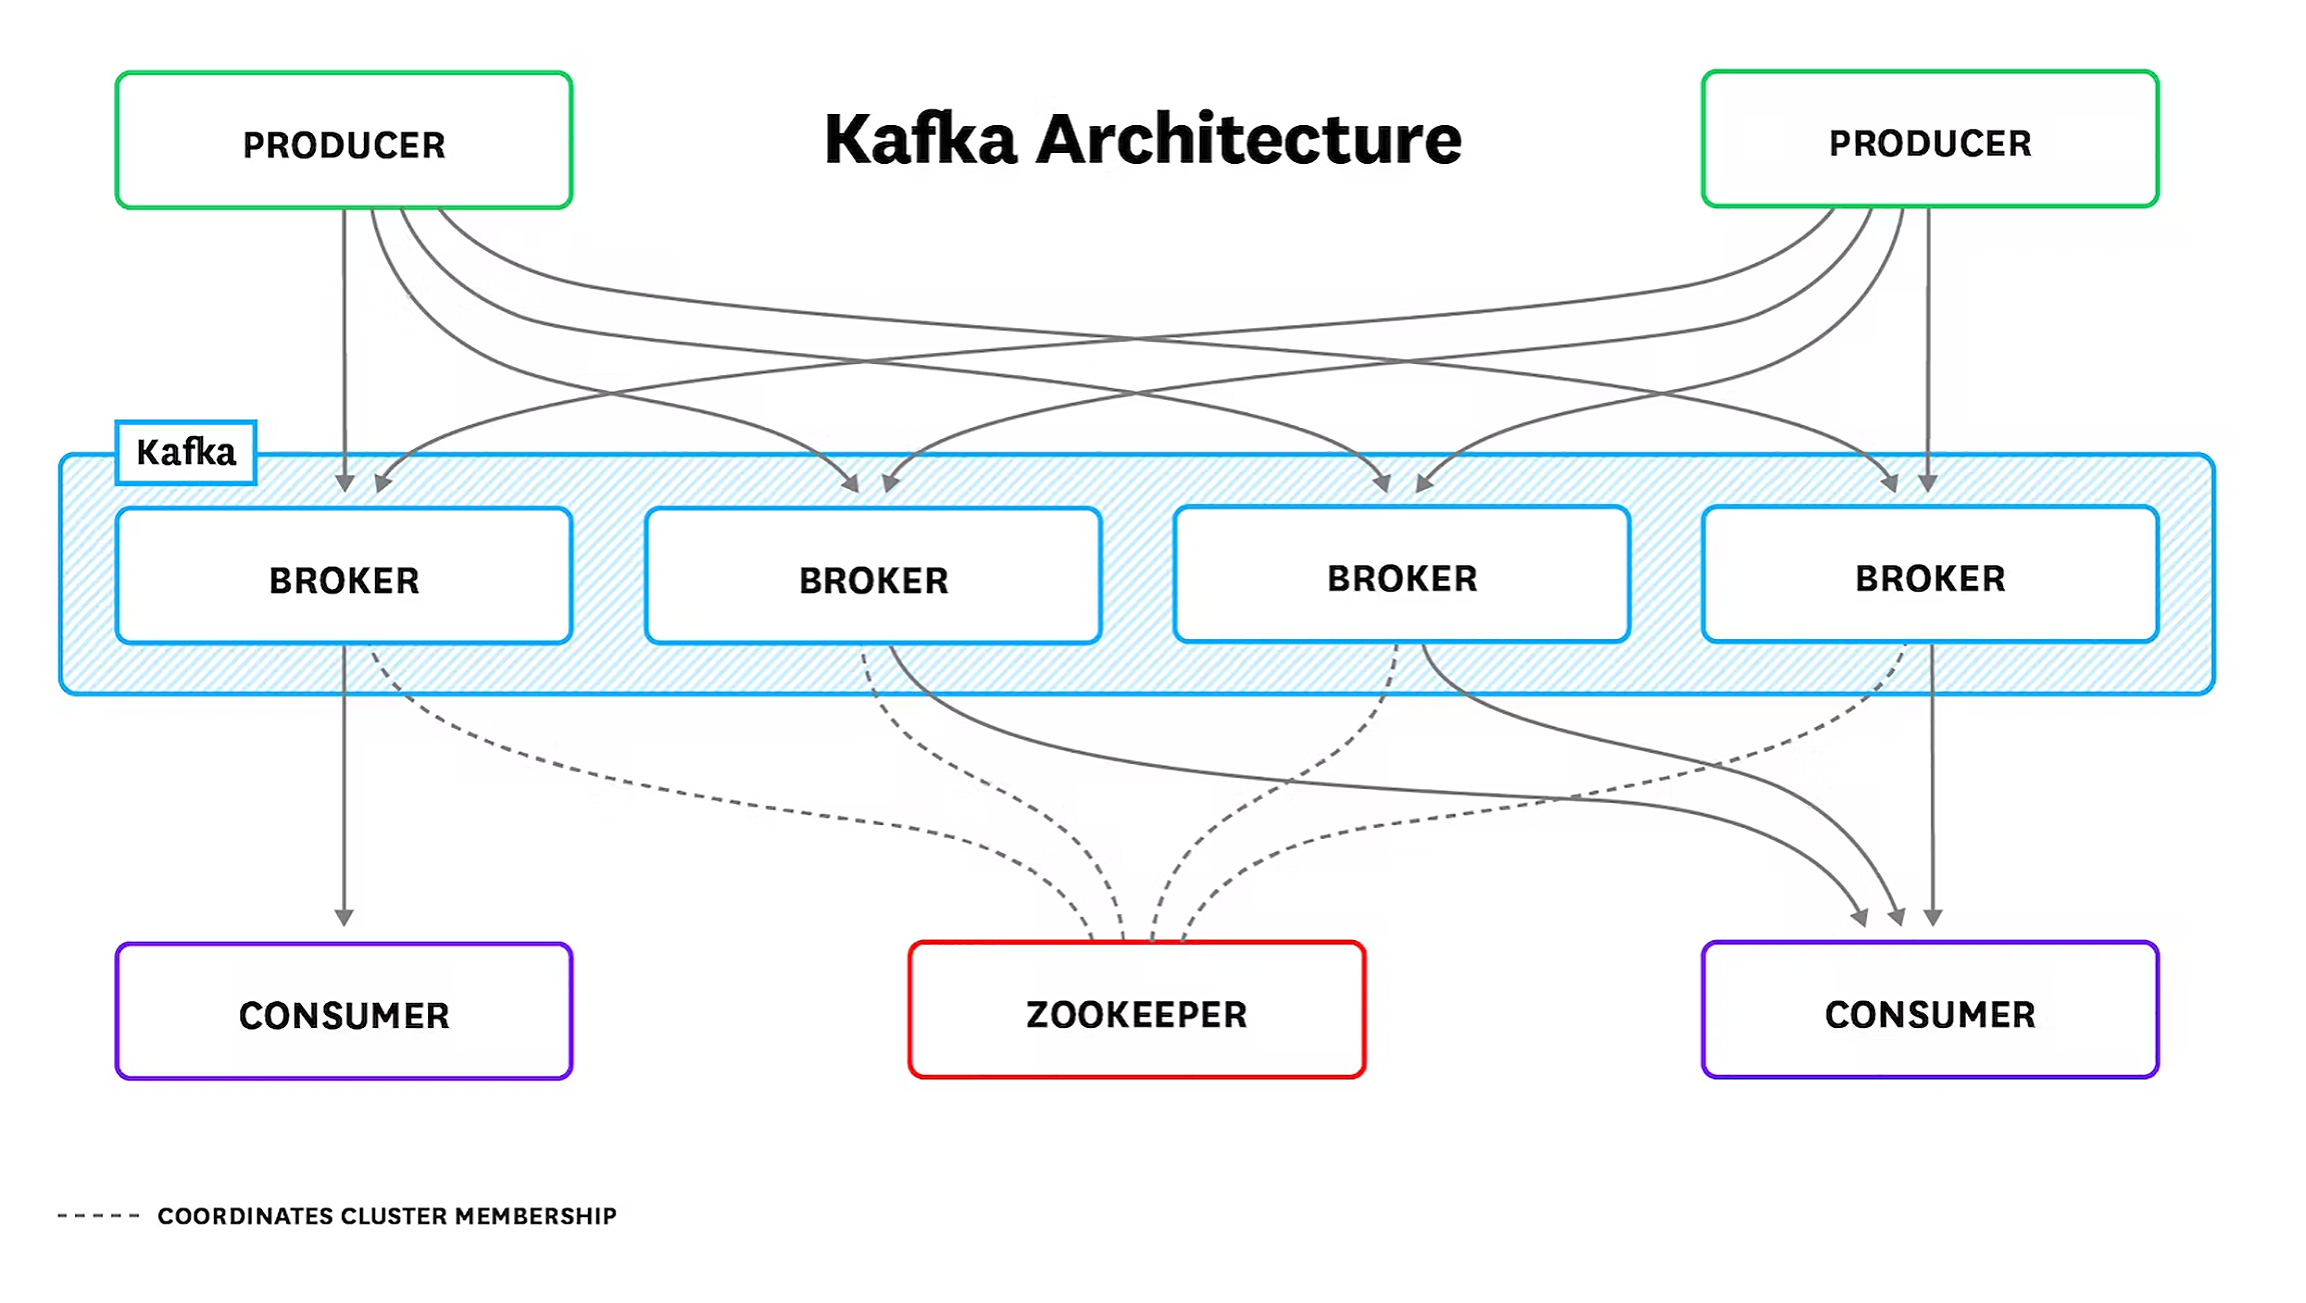 PRODUCER
Kafka Architecture
PRODUCER
Kafka
BROKER
BROKER
BROKER
BROKER
CONSUMER
ZOOKEEPER
CONSUMER
COORDINATES CLUSTER MEMBERSHIP